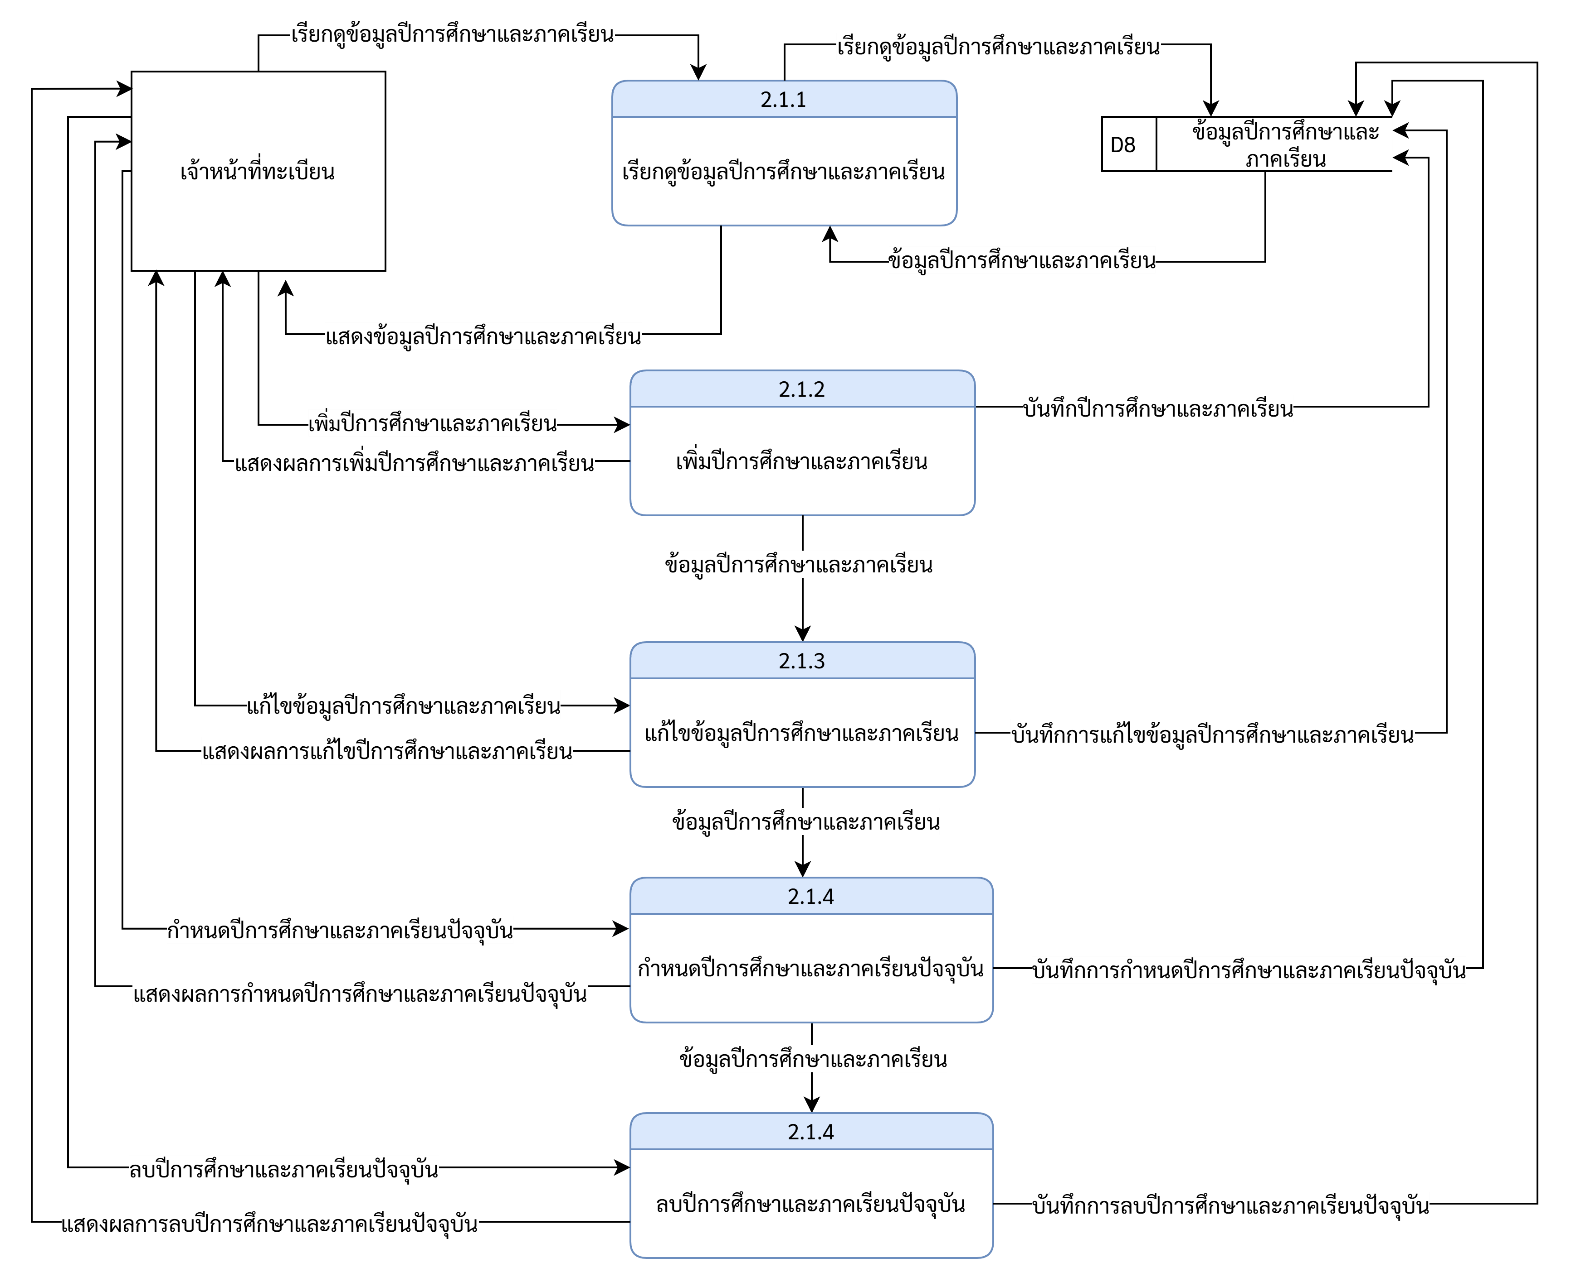 เรียกดูข้อมูลปีการศึกษาและภาคเรียน
เรียกดูข้อมูลปีการศึกษาและภาคเรียน
2.1.1
เรียกดูข้อมูลปีการศึกษาและภาคเรียน
เจ้าหน้าที่ทะเบียน
D8
ข้อมูลปีการศึกษาและ
ภาคเรียน
ข้อมูลปีการศึกษาและภาคเรียน
แสดงข้อมูลปีการศึกษาและภาคเรียน
2.1.2
เพิ่มปีการศึกษาและภาคเรียน
บันทึกปีการศึกษาและภาคเรียน
เพิ่มปีการศึกษาและภาคเรียน
แสดงผลการเพิ่มปีการศึกษาและภาคเรียน
ข้อมูลปีการศึกษาและภาคเรียน
2.1.3
แก้ไขข้อมูลปีการศึกษาและภาคเรียน
แก้ไขข้อมูลปีการศึกษาและภาคเรียน
บันทึกการแก้ไขข้อมูลปีการศึกษาและภาคเรียน
แสดงผลการแก้ไขปีการศึกษาและภาคเรียน
ข้อมูลปีการศึกษาและภาคเรียน
2.1.4
กำหนดปีการศึกษาและภาคเรียนปัจจุบัน
กำหนดปีการศึกษาและภาคเรียนปัจจุบัน
บันทึกการกำหนดปีการศึกษาและภาคเรียนปัจจุบัน
แสดงผลการกำหนดปีการศึกษาและภาคเรียนปัจจุบัน
ข้อมูลปีการศึกษาและภาคเรียน
2.1.4
ลบปีการศึกษาและภาคเรียนปัจจุบัน
ลบปีการศึกษาและภาคเรียนปัจจุบัน
บันทึกการลบปีการศึกษาและภาคเรียนปัจจุบัน
แสดงผลการลบปีการศึกษาและภาคเรียนปัจจุบัน